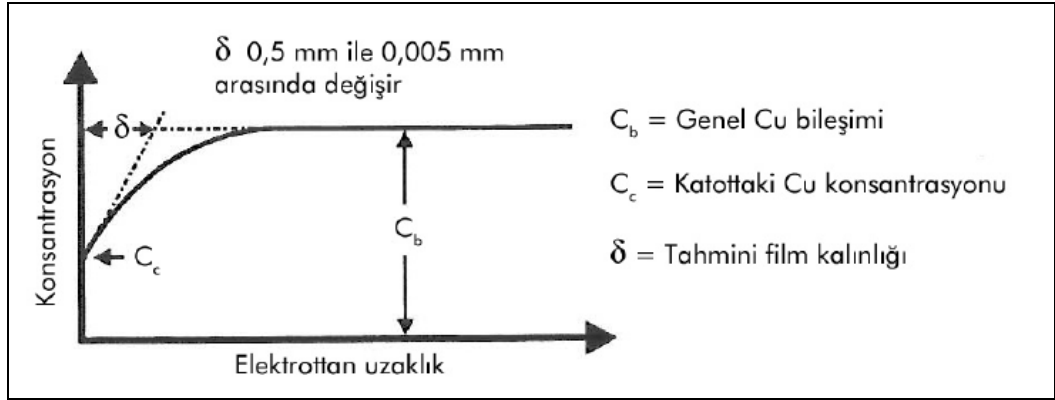 δ 0,5 mm ile 0,005 mm
arasında değişir
δ
C_b = Genel Cu bileşimi
C_c = Katottaki Cu konsantrasyonu
δ = Tahmini film kalınlığı
C_b
C_c
Konsantrasyon
Elektrottan uzaklık